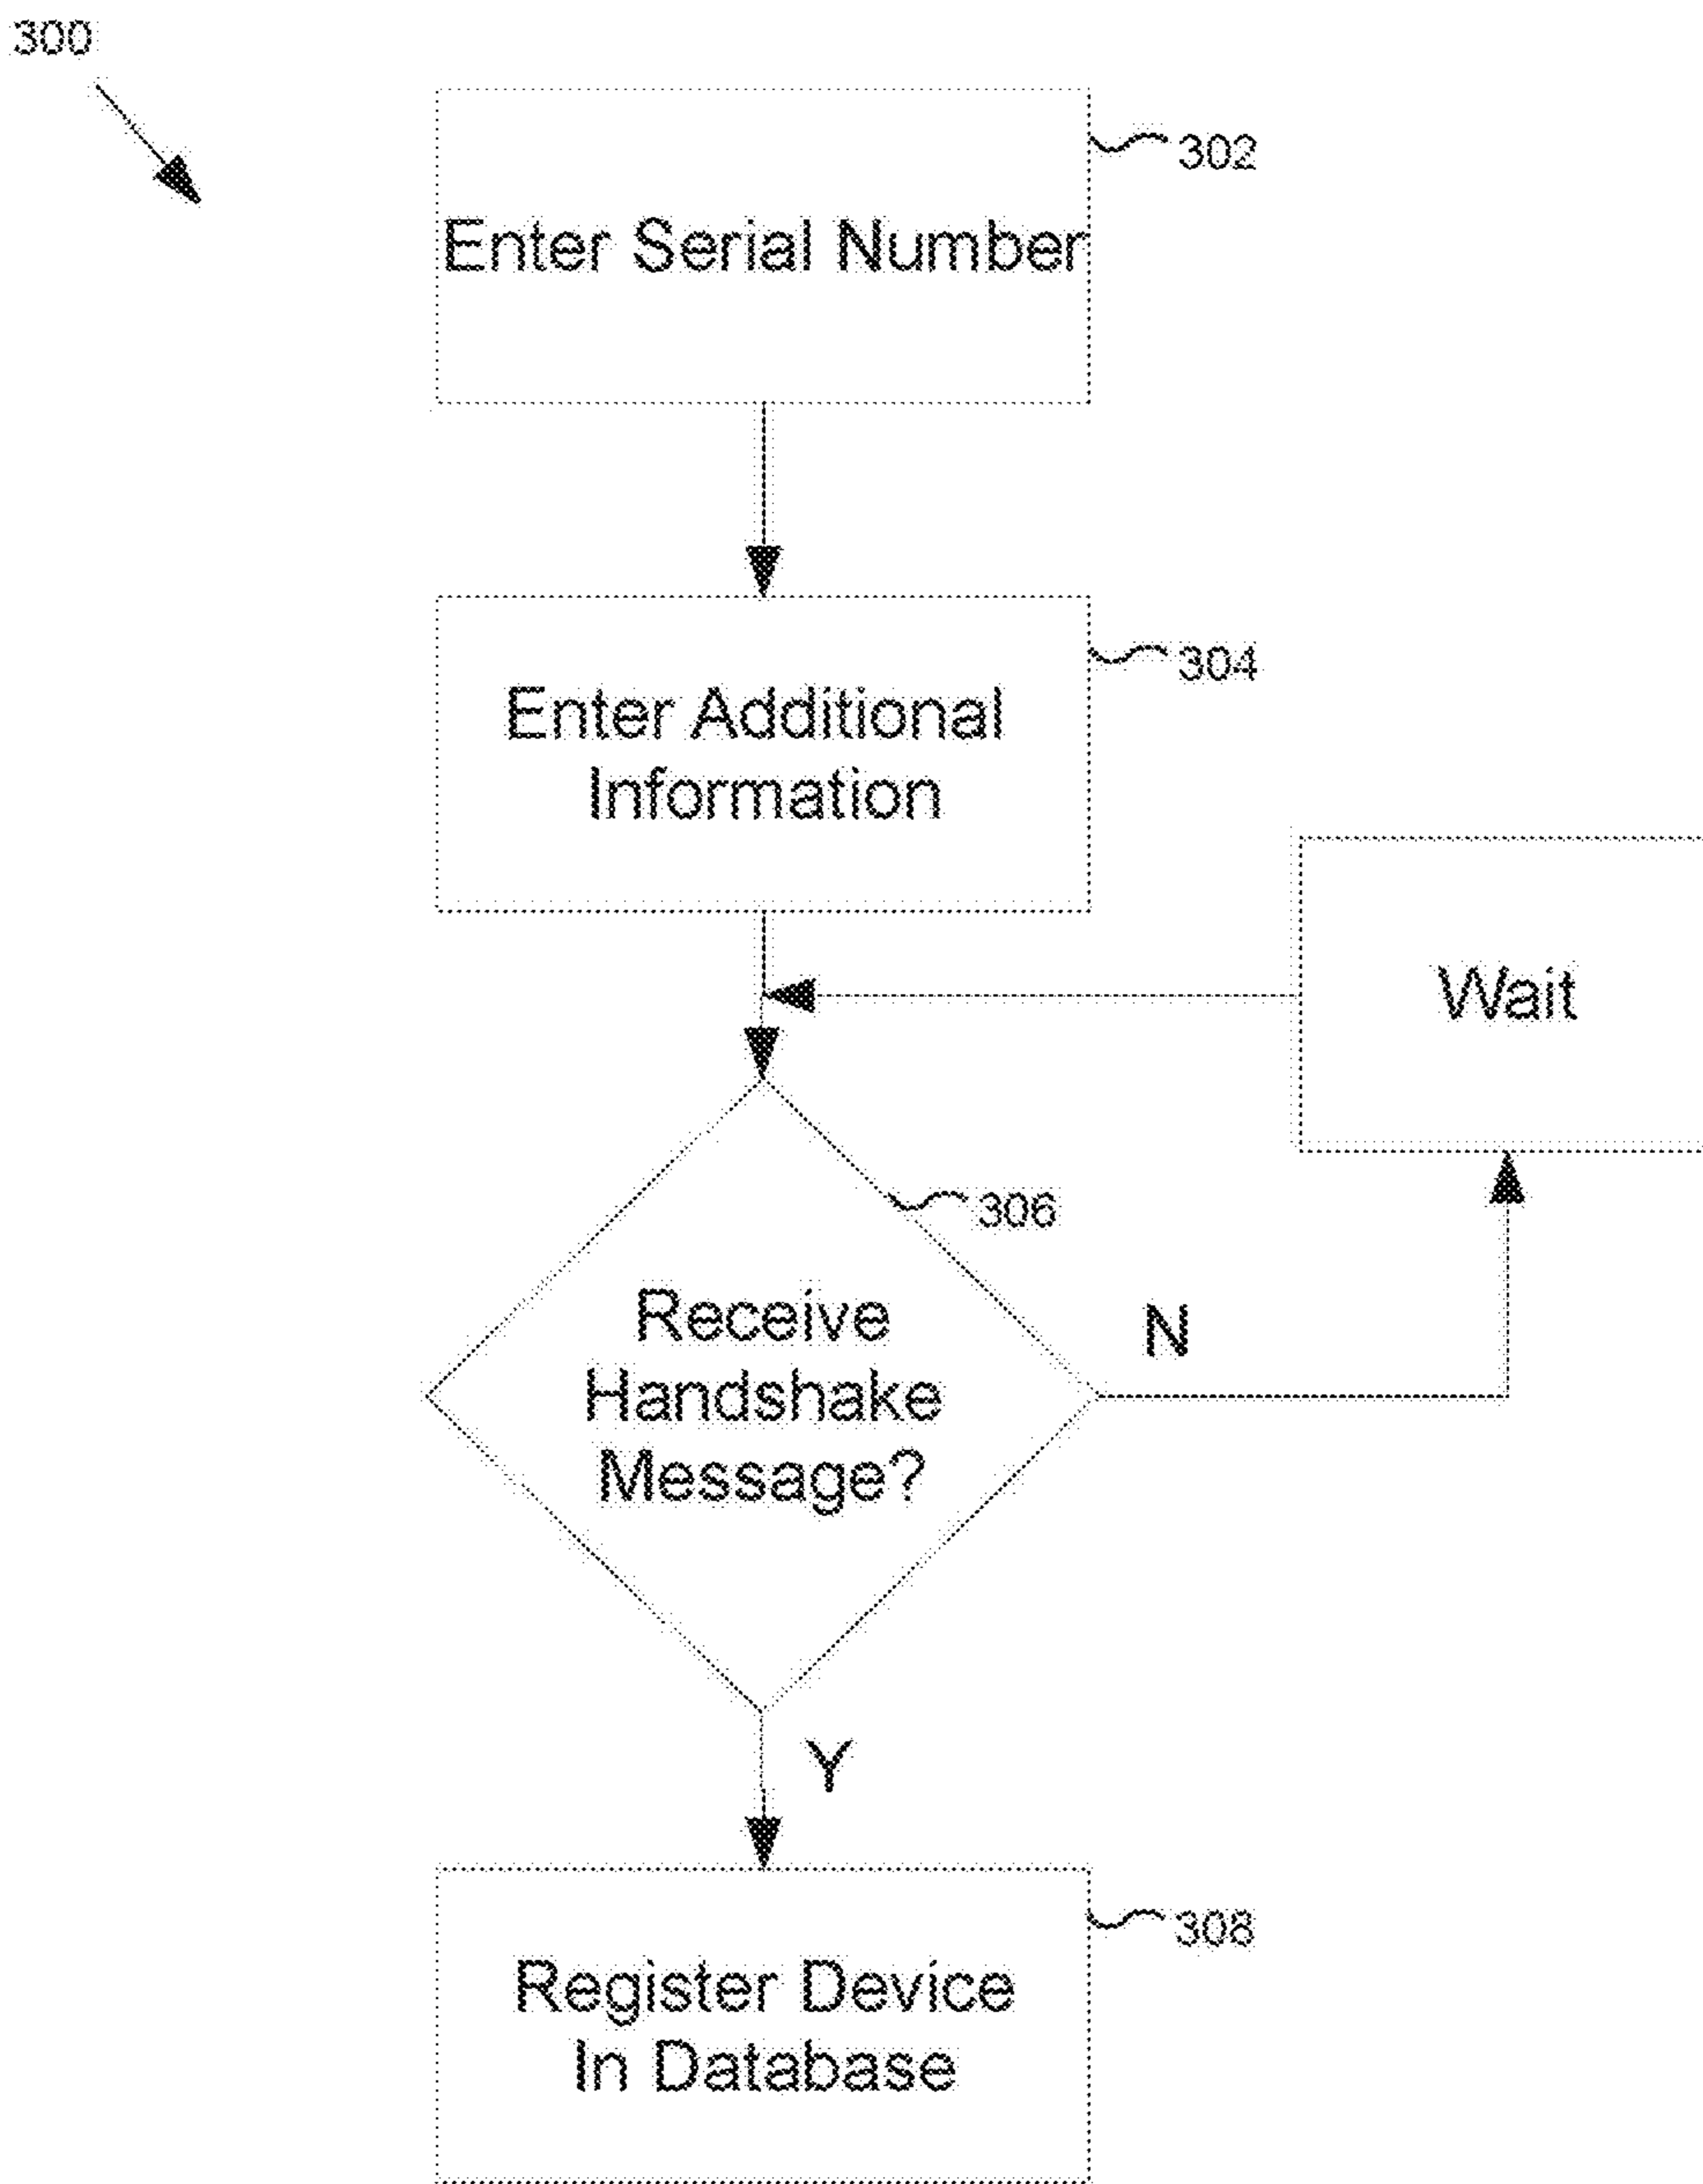 300
302
Enter Serial Number
304
Enter Additional
Information
Wait
306
Receive
Handshake
Message?
N
Y
308
Register Device
In Database